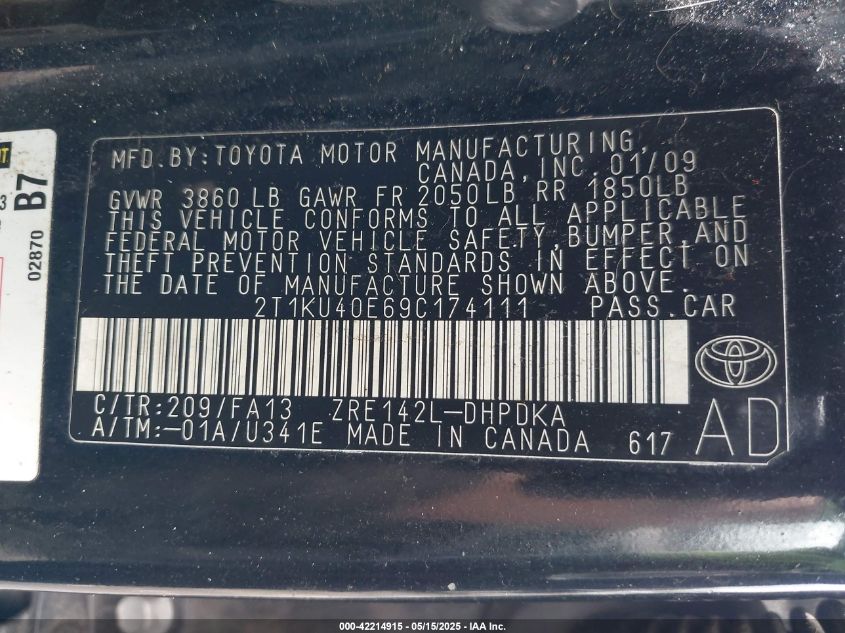 MFD.BY:TOYOTA MOTOR MANUFACTURING,
CANADA,INC.01/09
GVWR 3860 LB GAWR FR 2050LB RR 1850LB
THIS VEHICLE CONFORMS TO ALL APPLICABLE
FEDERAL MOTOR VEHICLE SAFETY,BUMPER,AND
THEFT PREVENTION STANDARDS IN EFFECT ON
THE DATE OF MANUFACTURE SHOWN ABOVE.
2T1KU40E69C174111 PASS.CAR
C/TR:209/FA13 ZRE142L-DHPDKA
A/TM:-01A/U341E MADE IN CANADA 617
AD
02870
B7
000-42214915 - 05/15/2025 - IAA Inc.